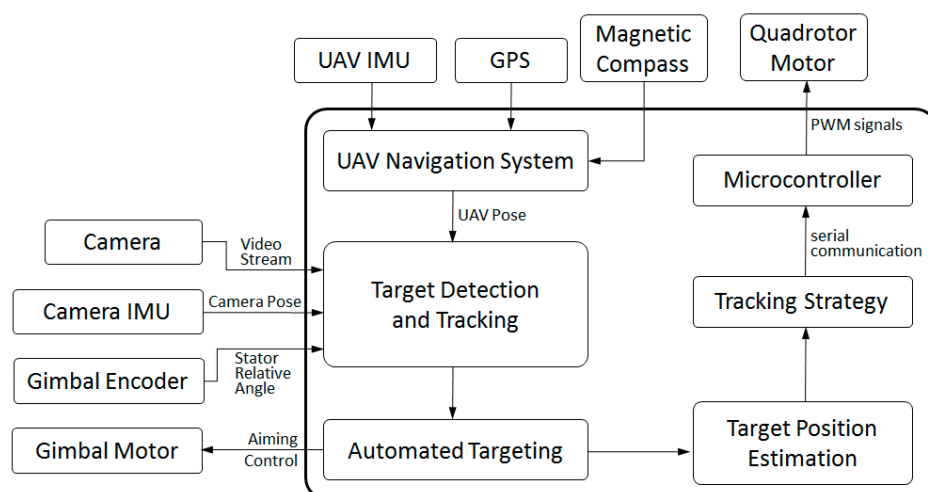 UAV IMU
GPS
Magnetic
Compass
Quadrotor
Motor
PWM signals
UAV Navigation System
Microcontroller
UAV Pose
Camera
Video
Stream
serial
communication
Target Detection
and Tracking
Camera IMU
Camera Pose
Tracking Strategy
Gimbal Encoder
Stator
Relative
Angle
Gimbal Motor
Aiming
Control
Automated Targeting
Target Position
Estimation